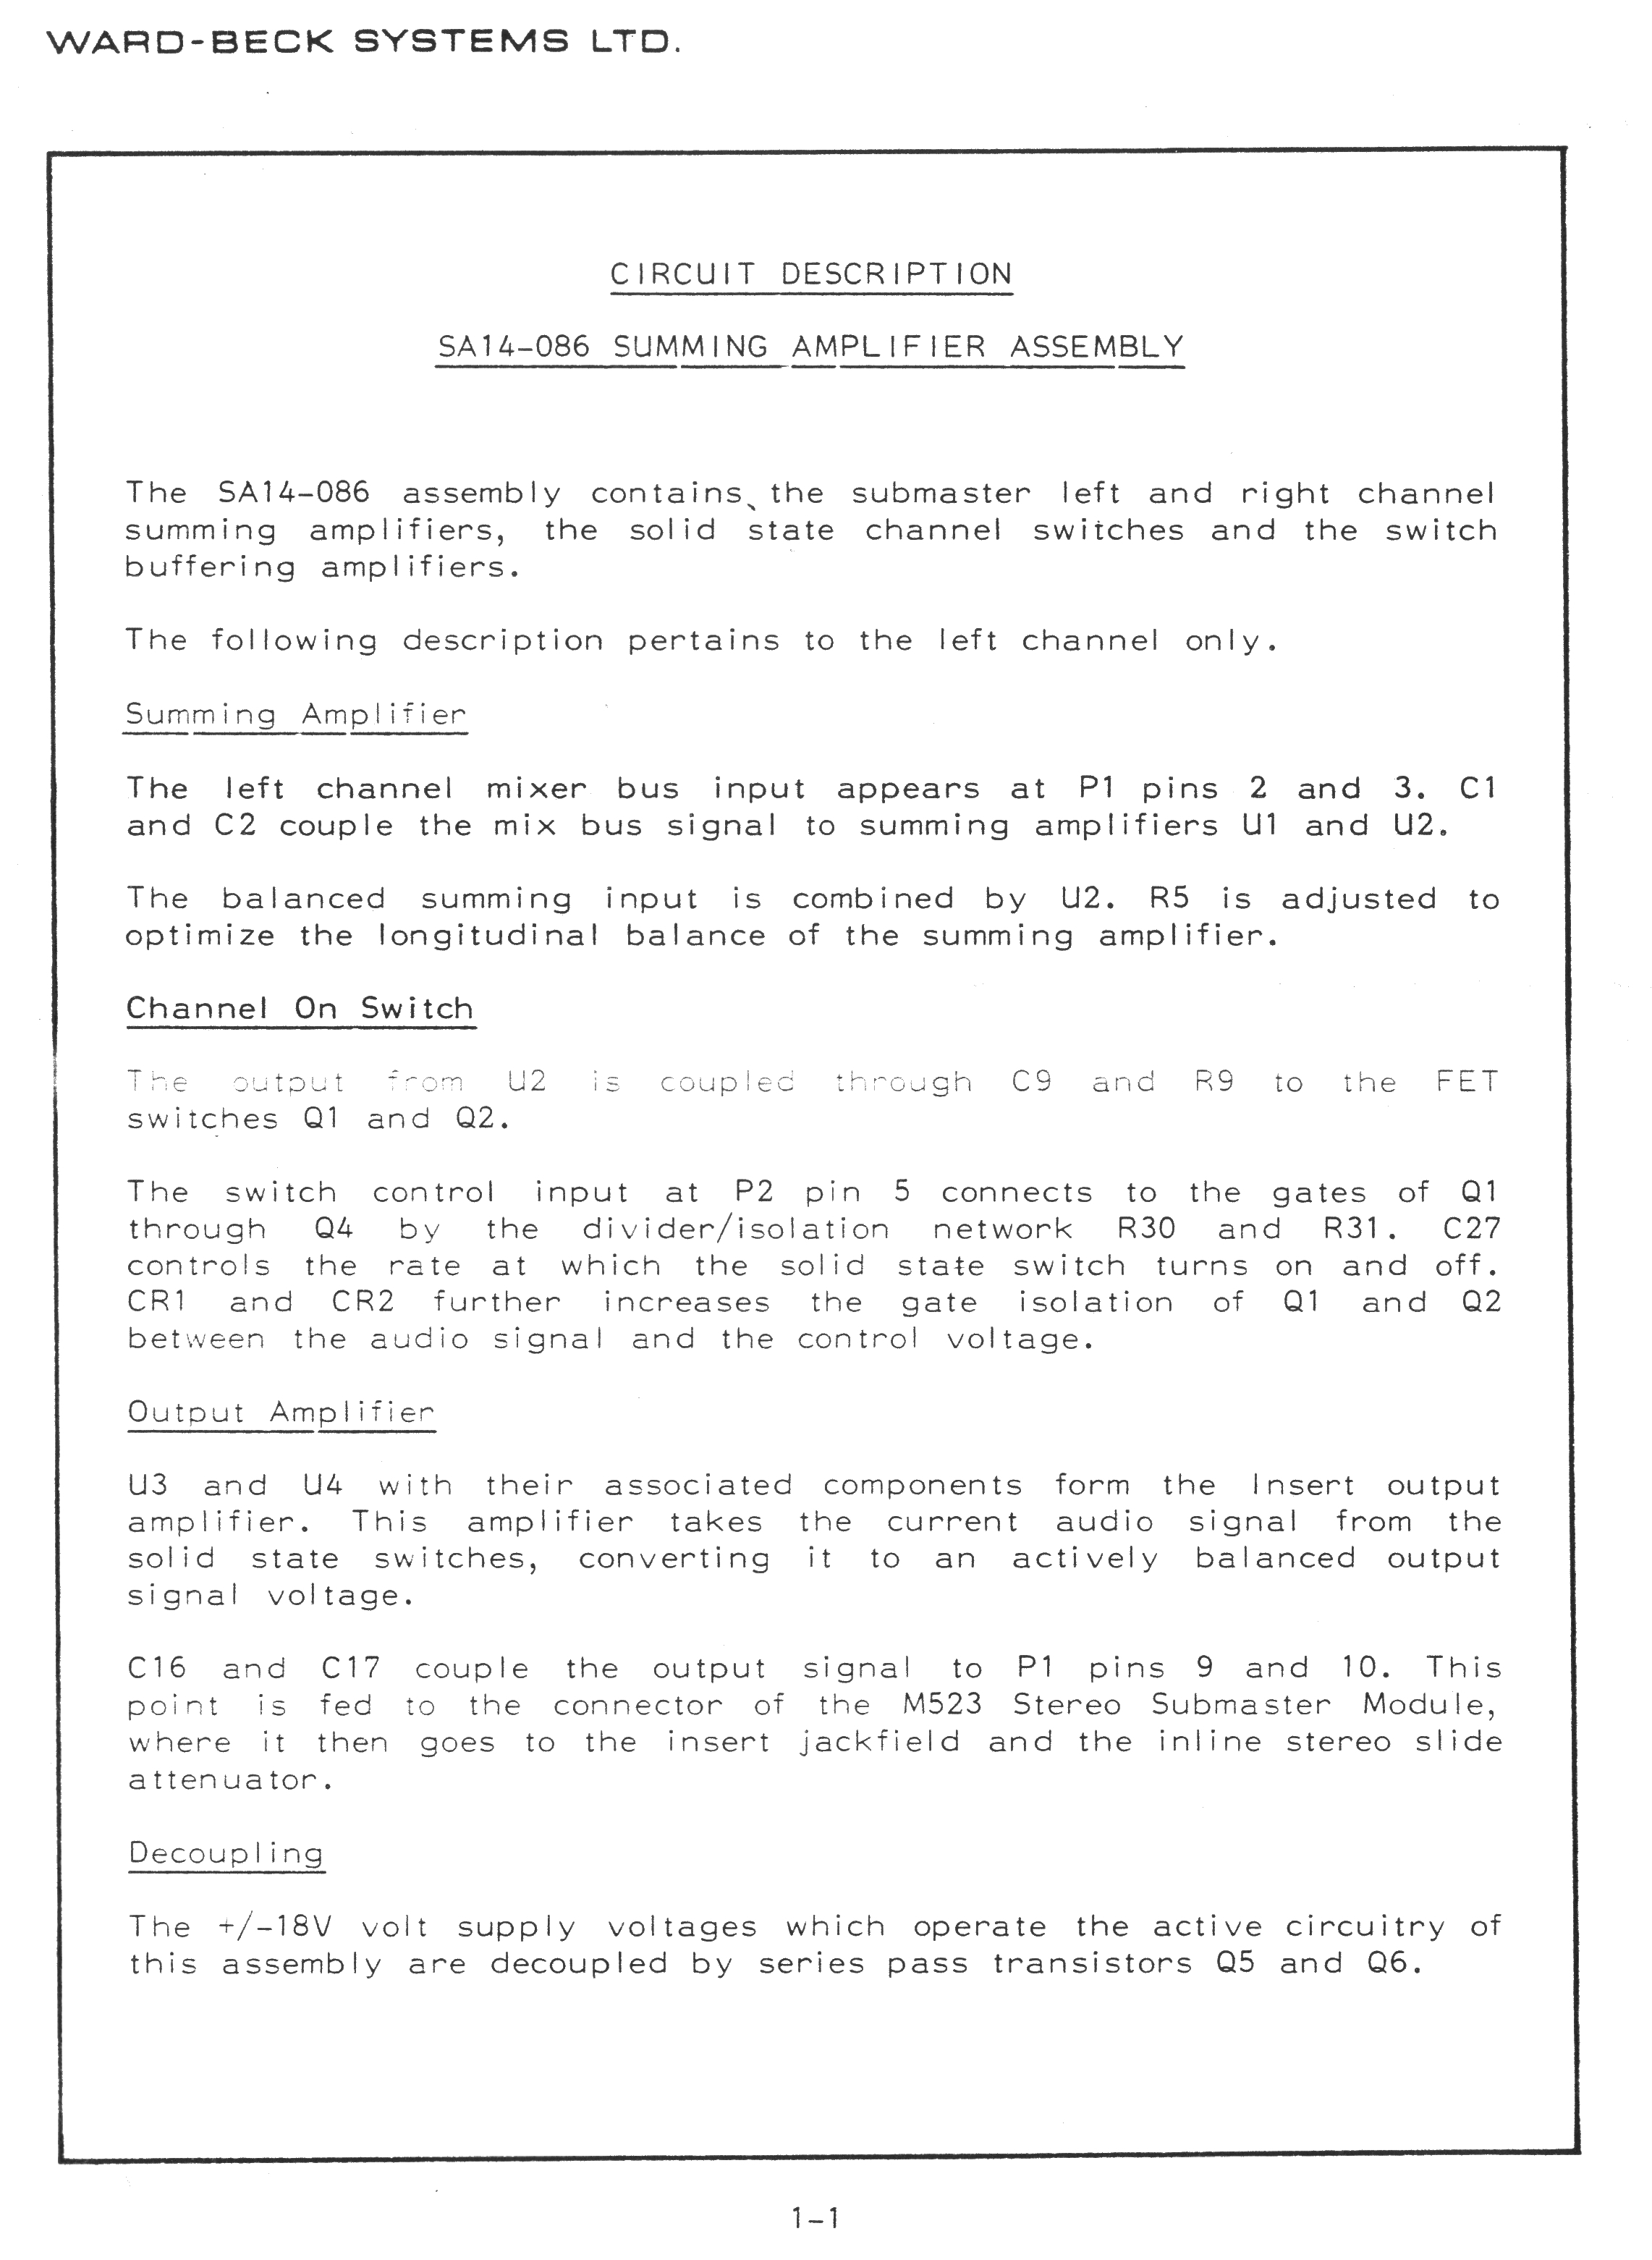 WARD-BECK SYSTEMS LTD.
CIRCUIT DESCRIPTION
SA14-086 SUMMING AMPLIFIER ASSEMBLY
The SA14-086 assembly contains the submaster left and right channel
summing amplifiers, the solid state channel switches and the switch
buffering amplifiers.
The following description pertains to the left channel only.
Summing Amplifier
The left channel mixer bus input appears at P1 pins 2 and 3. C1
and C2 couple the mix bus signal to summing amplifiers U1 and U2.
The balanced summing input is combined by U2. R5 is adjusted to
optimize the longitudinal balance of the summing amplifier.
Channel On Switch
The output from U2 is coupled through C9 and R9 to the FET
switches Q1 and Q2.
The switch control input at P2 pin 5 connects to the gates of Q1
through Q4 by the divider/isolation network R30 and R31. C27
controls the rate at which the solid state switch turns on and off.
CR1 and CR2 further increases the gate isolation of Q1 and Q2
between the audio signal and the control voltage.
Output Amplifier
U3 and U4 with their associated components form the Insert output
amplifier. This amplifier takes the current audio signal from the
solid state switches, converting it to an actively balanced output
signal voltage.
C16 and C17 couple the output signal to P1 pins 9 and 10. This
point is fed to the connector of the M523 Stereo Submaster Module,
where it then goes to the insert jackfield and the inline stereo slide
attenuator.
Decoupling
The +/-18V volt supply voltages which operate the active circuitry of
this assembly are decoupled by series pass transistors Q5 and Q6.
1-1